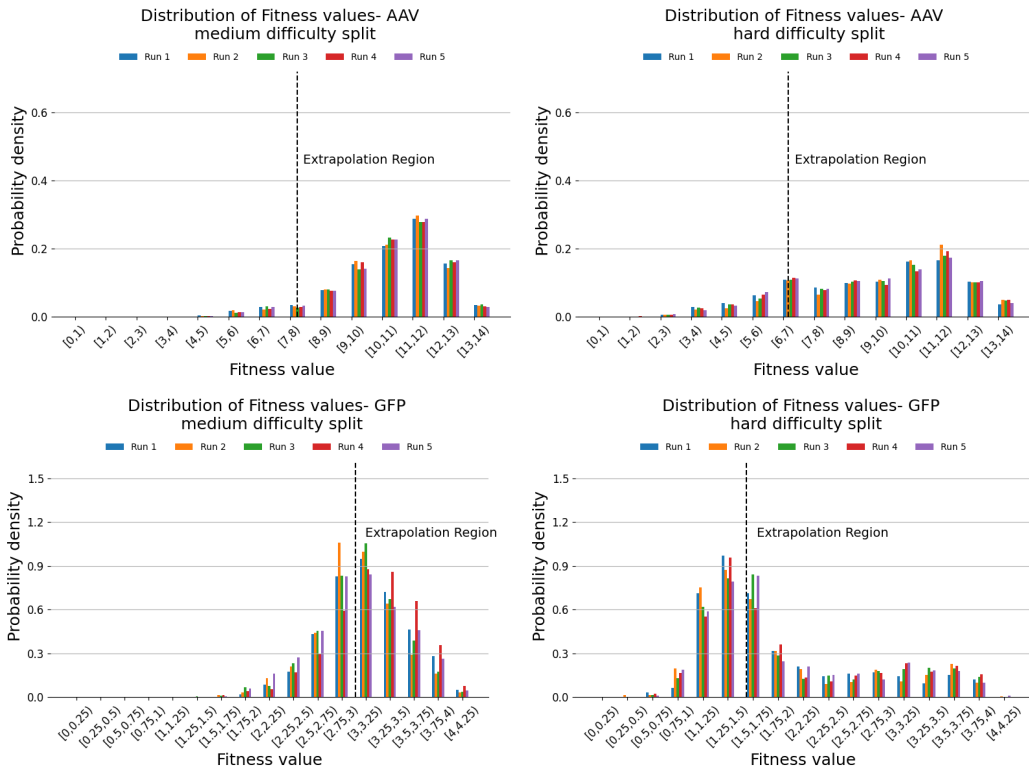 Distribution of Fitness values- AAV
medium difficulty split
Run 1 Run 2 Run 3 Run 4 Run 5
Probability density
0.6
0.4
0.2
0.0
Extrapolation Region
[0,1) [1,2) [2,3) [3,4) [4,5) [5,6) [6,7) [7,8) [8,9) [9,10) [10,11) [11,12) [12,13) [13,14)
Fitness value
Distribution of Fitness values- AAV
hard difficulty split
Run 1 Run 2 Run 3 Run 4 Run 5
Probability density
0.6
0.4
0.2
0.0
Extrapolation Region
[0,1) [1,2) [2,3) [3,4) [4,5) [5,6) [6,7) [7,8) [8,9) [9,10) [10,11) [11,12) [12,13) [13,14)
Fitness value
Distribution of Fitness values- GFP
medium difficulty split
Run 1 Run 2 Run 3 Run 4 Run 5
Probability density
1.5
1.2
0.9
0.6
0.3
0.0
Extrapolation Region
[0,0.25) [0.25,0.5) [0.5,0.75) [0.75,1) [1,1.25) [1.25,1.5) [1.5,1.75) [1.75,2) [2,2.25) [2.25,2.5) [2.5,2.75) [2.75,3) [3,3.25) [3.25,3.5) [3.5,3.75) [3.75,4) [4,4.25)
Fitness value
Distribution of Fitness values- GFP
hard difficulty split
Run 1 Run 2 Run 3 Run 4 Run 5
Probability density
1.5
1.2
0.9
0.6
0.3
0.0
Extrapolation Region
[0,0.25) [0.25,0.5) [0.5,0.75) [0.75,1) [1,1.25) [1.25,1.5) [1.5,1.75) [1.75,2) [2,2.25) [2.25,2.5) [2.5,2.75) [2.75,3) [3,3.25) [3.25,3.5) [3.5,3.75) [3.75,4) [4,4.25)
Fitness value